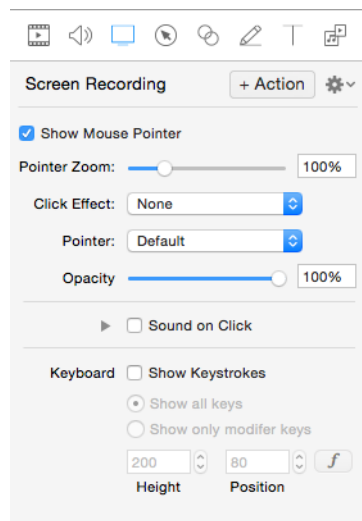 Screen Recording + Action
Show Mouse Pointer
Pointer Zoom: 100%
Click Effect: None
Pointer: Default
Opacity 100%
Sound on Click
Keyboard Show Keystrokes
Show all keys
Show only modifer keys
200 80 f
Height Position